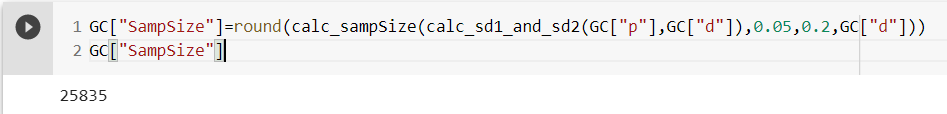 1 GC["SampSize"]=round(calc_sampSize(calc_sd1_and_sd2(GC["p"],GC["d"]),0.05,0.2,GC["d"]))
2 GC["SampSize"]
25835